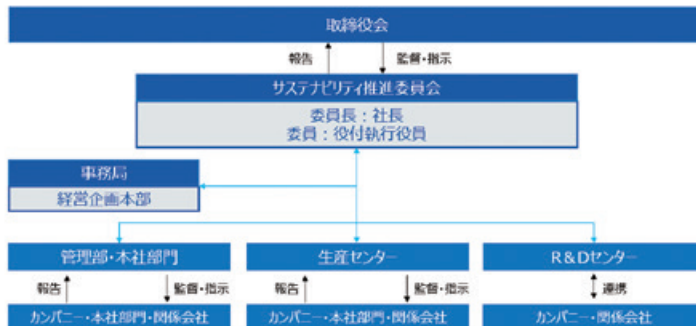 取締役会
報告 監督・指示
サステナビリティ推進委員会
委員長：社長
委員：役付執行役員
事務局
経営企画本部
管理部・本社部門 生産センター R&Dセンター
報告 監督・指示 報告 監督・指示 連携
カンパニー・本社部門・関係会社 カンパニー・本社部門・関係会社 カンパニー・関係会社